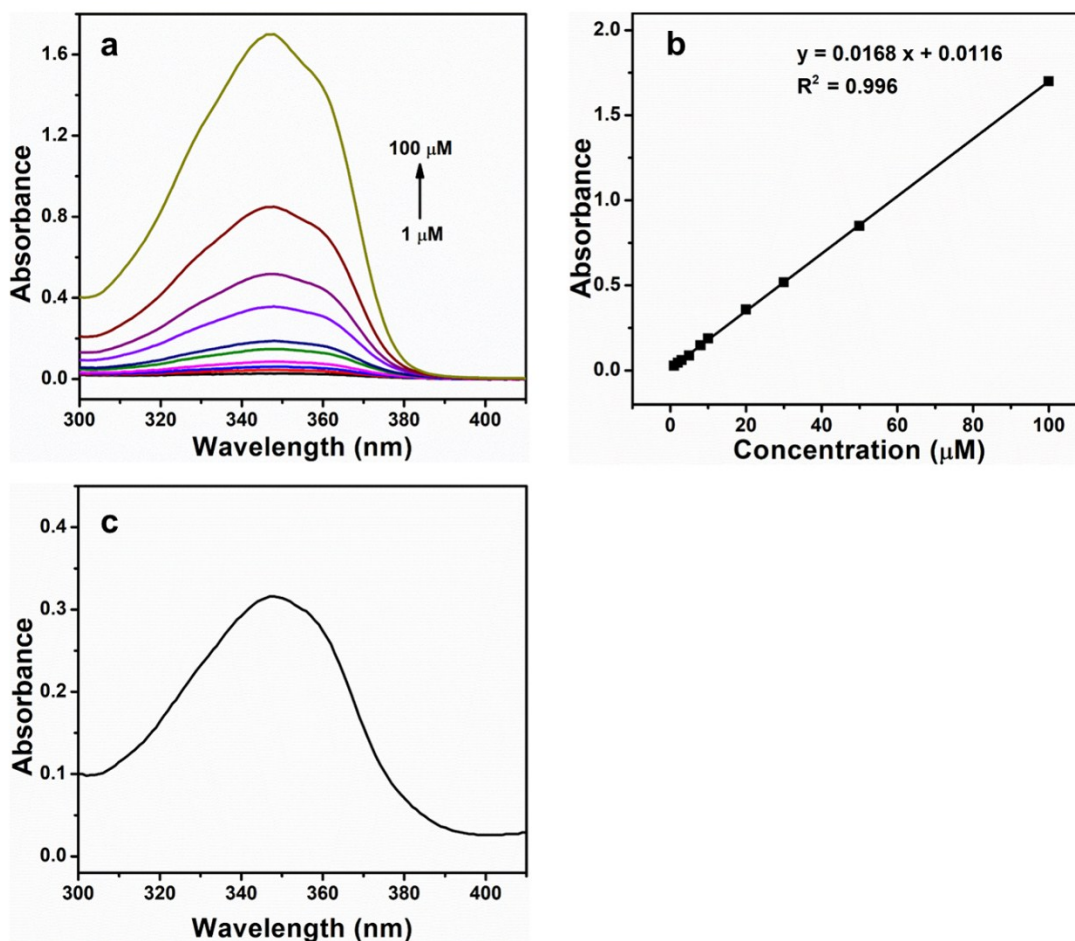 a
1.6
1.2
0.8
0.4
0.0
Absorbance
100 μM
1 μM
300 320 340 360 380 400
Wavelength (nm)
b
y = 0.0168 x + 0.0116
R² = 0.996
2.0
1.5
1.0
0.5
0.0
Absorbance
0 20 40 60 80 100
Concentration (μM)
c
0.4
0.3
0.2
0.1
0.0
Absorbance
300 320 340 360 380 400
Wavelength (nm)